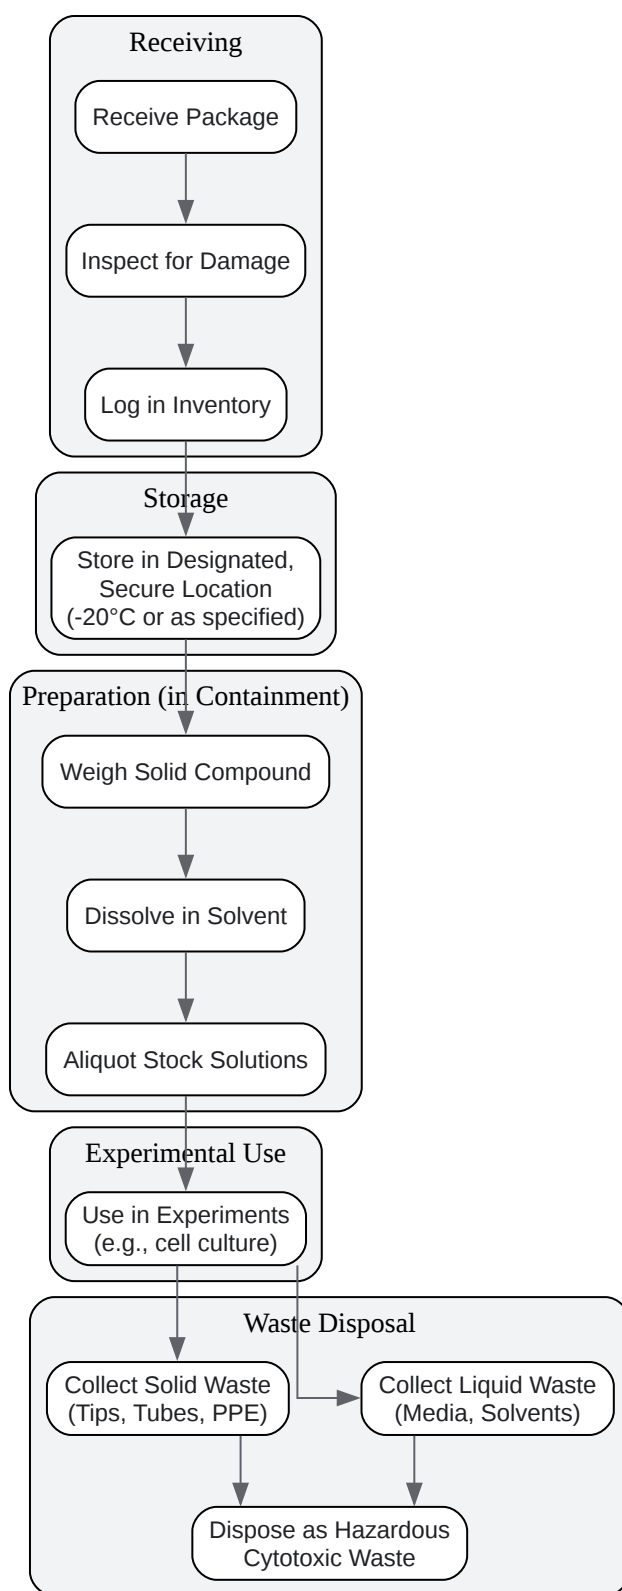 Receiving
Receive Package
Inspect for Damage
Log in Inventory
Storage
Store in Designated,
Secure Location
(-20°C or as specified)
Preparation (in Containment)
Weigh Solid Compound
Dissolve in Solvent
Aliquot Stock Solutions
Experimental Use
Use in Experiments
(e.g., cell culture)
Waste Disposal
Collect Solid Waste
(Tips, Tubes, PPE)
Collect Liquid Waste
(Media, Solvents)
Dispose as Hazardous
Cytotoxic Waste